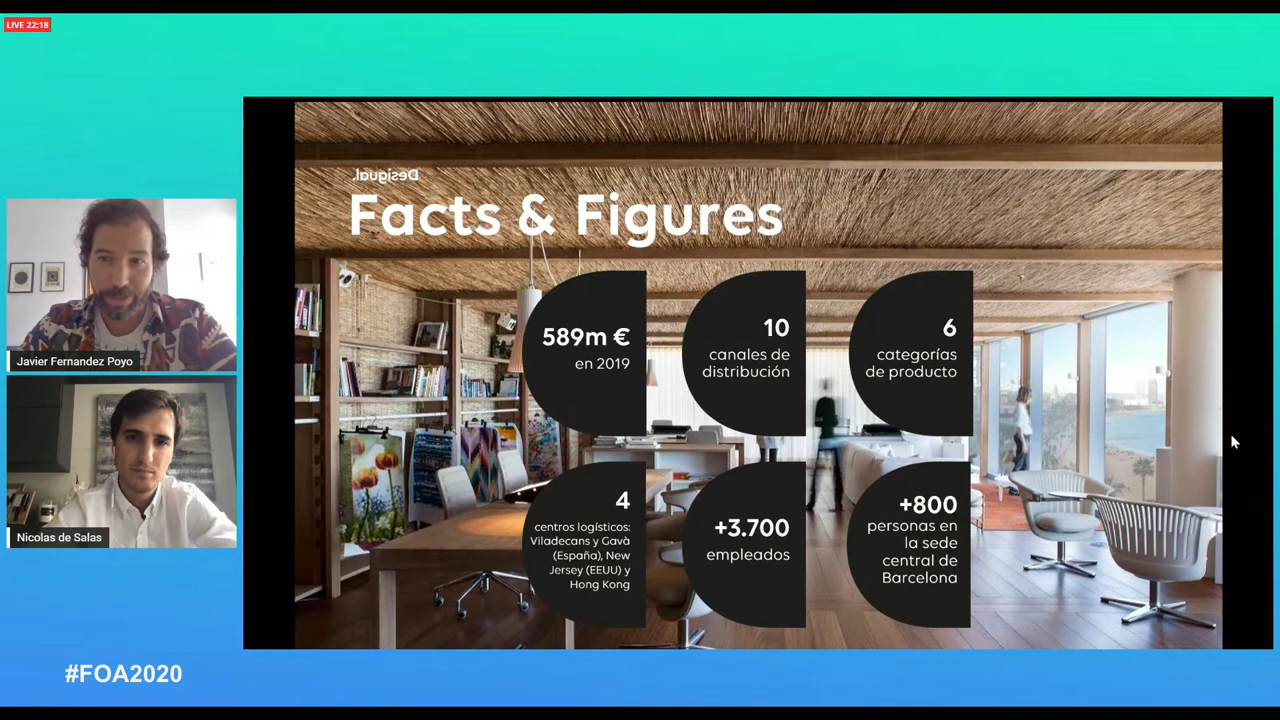 LIVE 22:18
Desigual.
Facts & Figures
589m €
en 2019
10
canales de
distribución
6
categorías
de producto
4
centros logísticos:
Viladecans y Gavà
(España), New
Jersey (EEUU) y
Hong Kong
+3.700
empleados
+800
personas en
la sede
central de
Barcelona
Javier Fernandez Poyo
Nicolas de Salas
#FOA2020